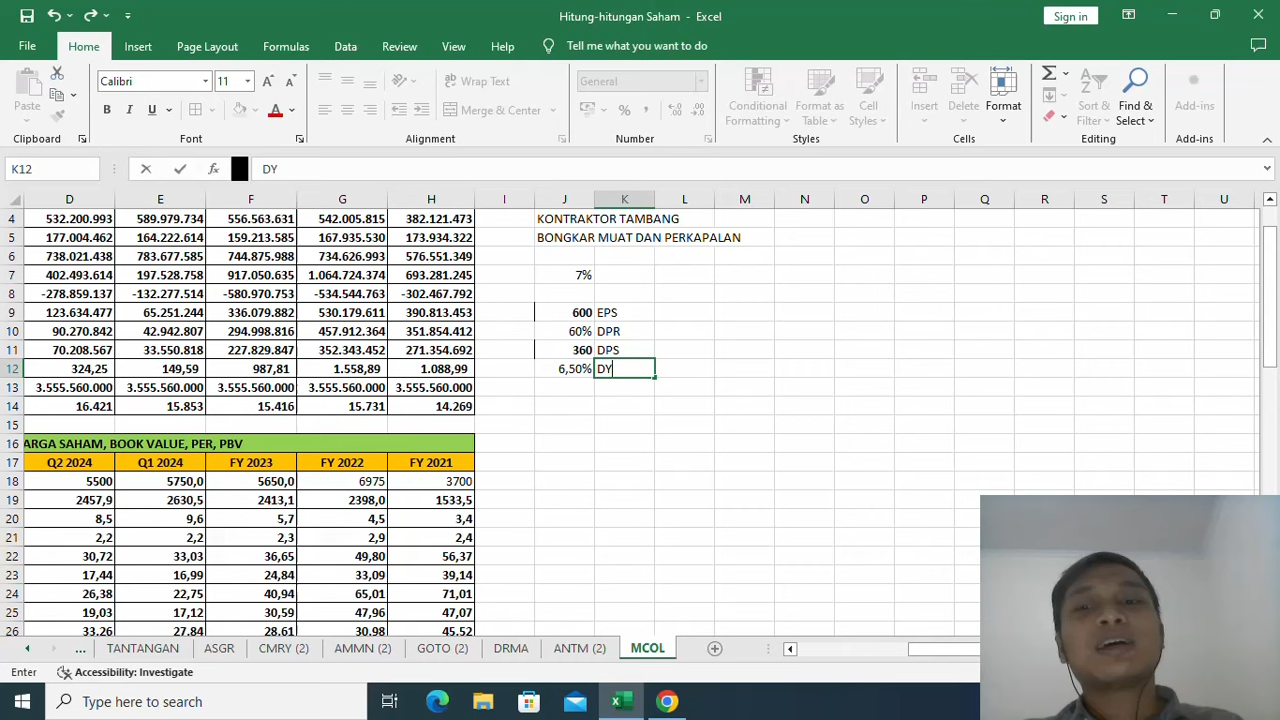 Hitung-hitungan Saham - Excel
Sign in
File Home Insert Page Layout Formulas Data Review View Help Tell me what you want to do
Paste
Calibri 11
B I U
Wrap Text
Merge & Center
General
Conditional Formatting
Format as Table
Cell Styles
Insert
Delete
Format
Sort & Filter
Find & Select
Add-ins
Clipboard Font Alignment Number Styles Cells Editing Add-ins
K12 fx DY
D E F G H I J K L M N O P Q R S T U
4 532.200.993 589.979.734 556.563.631 542.005.815 382.121.473 KONTRAKTOR TAMBANG
5 177.004.462 164.222.614 159.213.585 167.935.530 173.934.322 BONGKAR MUAT DAN PERKAPALAN
6 738.021.438 783.677.585 744.875.988 734.626.993 576.551.349
7 402.493.614 197.528.758 917.050.635 1.064.724.374 693.281.245 7%
8 -278.859.137 -132.277.514 -580.970.753 -534.544.763 -302.467.792
9 123.634.477 65.251.244 336.079.882 530.179.611 390.813.453 600 EPS
10 90.270.842 42.942.807 294.998.816 457.912.364 351.854.412 60% DPR
11 70.208.567 33.550.818 227.829.847 352.343.452 271.354.692 360 DPS
12 324,25 149,59 987,81 1.558,89 1.088,99 6,50% DY
13 3.555.560.000 3.555.560.000 3.555.560.000 3.555.560.000 3.555.560.000
14 16.421 15.853 15.416 15.731 14.269
15
16 ARGA SAHAM, BOOK VALUE, PER, PBV
17 Q2 2024 Q1 2024 FY 2023 FY 2022 FY 2021
18 5500 5750,0 5650,0 6975 3700
19 2457,9 2630,5 2413,1 2398,0 1533,5
20 8,5 9,6 5,7 4,5 3,4
21 2,2 2,2 2,3 2,9 2,4
22 30,72 33,03 36,65 49,80 56,37
23 17,44 16,99 24,84 33,09 39,14
24 26,38 22,75 40,94 65,01 71,01
25 19,03 17,12 30,59 47,96 47,07
26 33,26 27,84 28,61 30,98 45,52
... TANTANGAN ASGR CMRY (2) AMMN (2) GOTO (2) DRMA ANTM (2) MCOL
Enter Accessibility: Investigate
Type here to search